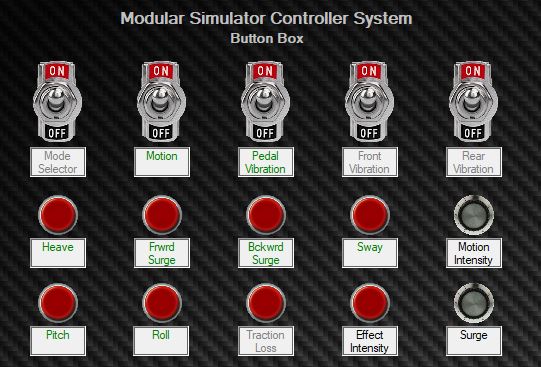 Modular Simulator Controller System
Button Box
ON ON ON ON ON
OFF OFF OFF OFF OFF
Mode
Selector
Motion
Pedal
Vibration
Front
Vibration
Rear
Vibration
Heave
Frwrd
Surge
Bckwrd
Surge
Sway
Motion
Intensity
Pitch
Roll
Traction
Loss
Effect
Intensity
Surge